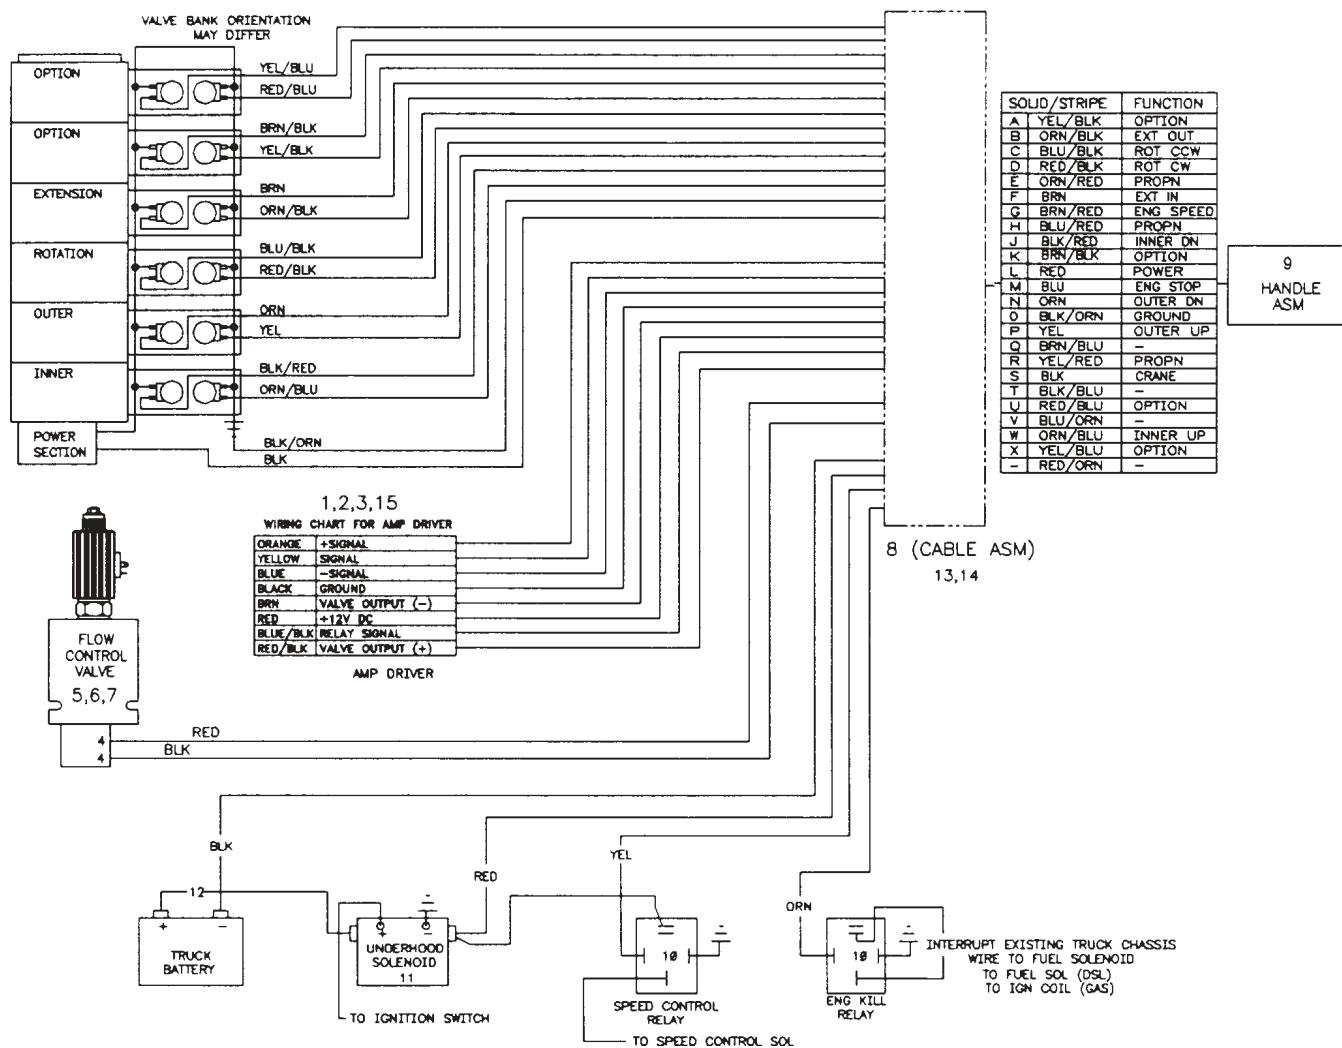 VALVE BANK ORIENTATION
MAY DIFFER
OPTION
YEL/BLU
RED/BLU
OPTION
BRN/BLK
YEL/BLK
EXTENSION
BRN
ORN/BLK
ROTATION
BLU/BLK
RED/BLK
OUTER
ORN
YEL
INNER
BLK/RED
ORN/BLU
POWER
SECTION
BLK/ORN
BLK
SOLID/STRIPE FUNCTION
A YEL/BLK OPTION
B ORN/BLK EXT OUT
C BLU/BLK ROT CCW
D RED/BLK ROT CW
E ORN/RED PROPN
F BRN EXT IN
G BRN/RED ENG SPEED
H BLU/RED PROPN
J BLK/RED INNER DN
K BRN/BLK OPTION
L RED POWER
M BLU ENG STOP
N ORN OUTER DN
O BLK/ORN GROUND
P YEL OUTER UP
Q BRN/BLU -
R YEL/RED PROPN
S BLK CRANE
T BLK/BLU -
U RED/BLU OPTION
V BLU/ORN -
W ORN/BLU INNER UP
X YEL/BLU OPTION
- RED/ORN -
9
HANDLE
ASM
8 (CABLE ASM)
13,14
1,2,3,15
WIRING CHART FOR AMP DRIVER
ORANGE +SIGNAL
YELLOW SIGNAL
BLUE -SIGNAL
BLACK GROUND
BRN VALVE OUTPUT (-)
RED +12V DC
BLUE/BLK RELAY SIGNAL
RED/BLK VALVE OUTPUT (+)
AMP DRIVER
FLOW
CONTROL
VALVE
5,6,7
4
4
RED
BLK
BLK
12
+ -
TRUCK
BATTERY
RED
+ -
UNDERHOOD
SOLENOID
11
TO IGNITION SWITCH
YEL
10
SPEED CONTROL
RELAY
TO SPEED CONTROL SOL
ORN
10
ENG KILL
RELAY
INTERRUPT EXISTING TRUCK CHASSIS
WIRE TO FUEL SOLENOID
TO FUEL SOL (DSL)
TO IGN COIL (GAS)